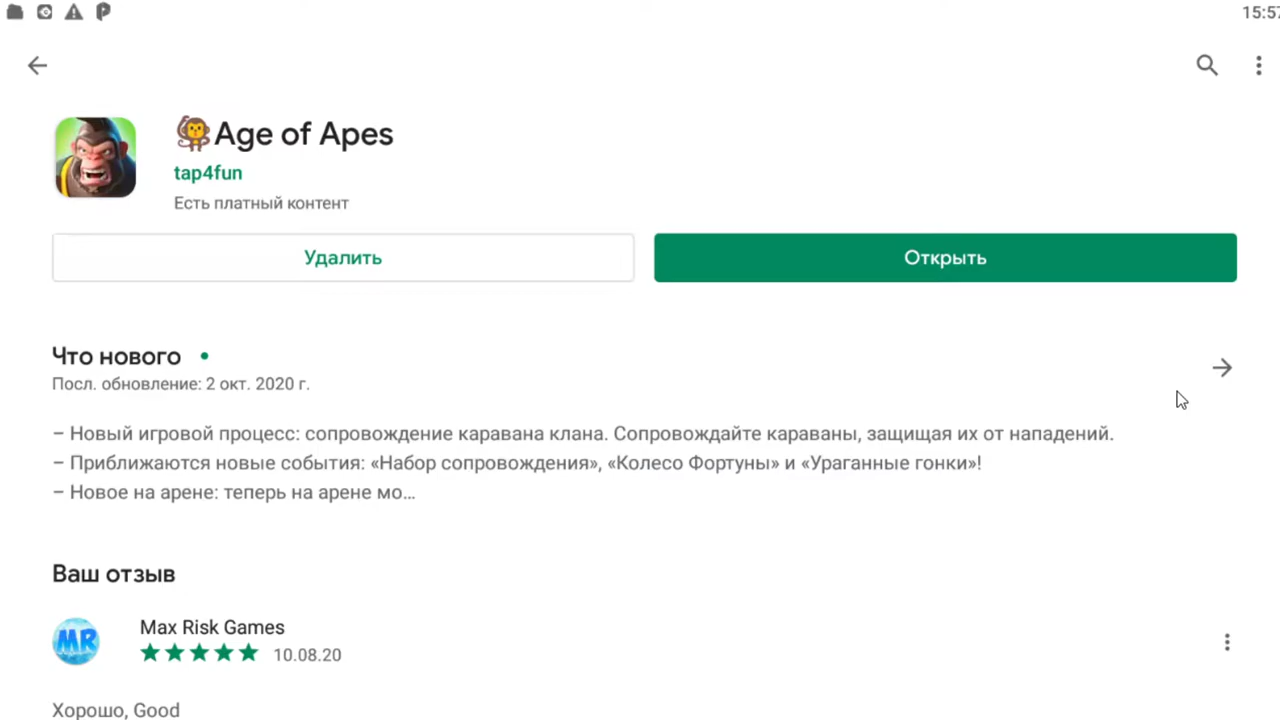 15:57
Age of Apes
tap4fun
Есть платный контент
Удалить
Открыть
Что нового
Посл. обновление: 2 окт. 2020 г.
– Новый игровой процесс: сопровождение каравана клана. Сопровождайте караваны, защищая их от нападений.
– Приближаются новые события: «Набор сопровождения», «Колесо Фортуны» и «Ураганные гонки»!
– Новое на арене: теперь на арене мо...
Ваш отзыв
MR
Max Risk Games
10.08.20
Хорошо, Good